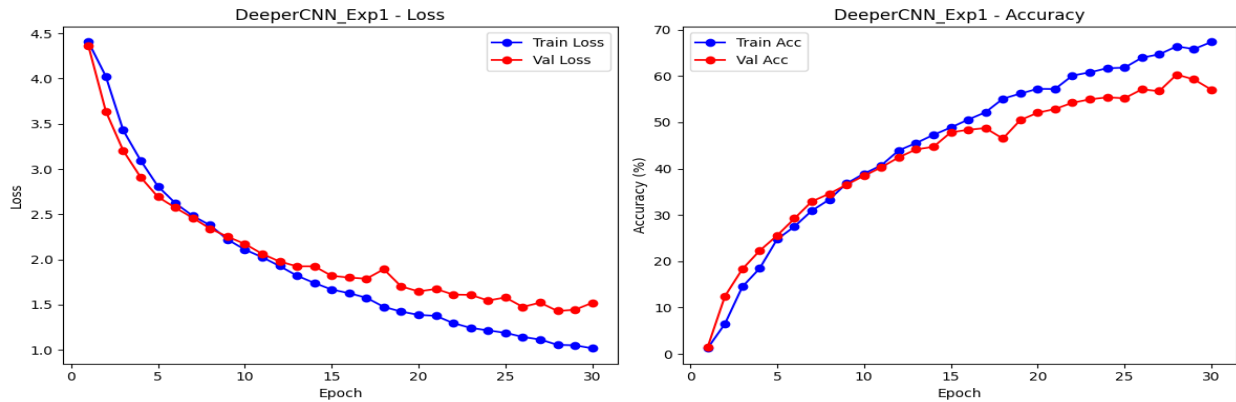 DeeperCNN_Exp1 - Loss
Train Loss
Val Loss
4.5
4.0
3.5
3.0
2.5
2.0
1.5
1.0
Loss
0 5 10 15 20 25 30
Epoch
DeeperCNN_Exp1 - Accuracy
Train Acc
Val Acc
70
60
50
40
30
20
10
0
Accuracy (%)
0 5 10 15 20 25 30
Epoch